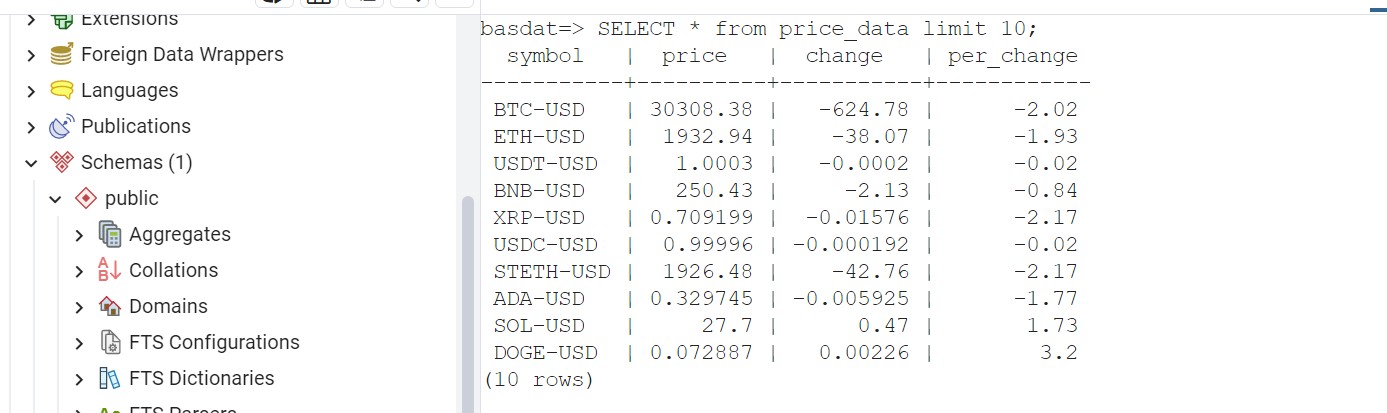 Extensions
Foreign Data Wrappers
Languages
Publications
Schemas (1)
public
Aggregates
Collations
Domains
FTS Configurations
FTS Dictionaries
FTS Parsers
basdat=> SELECT * from price_data limit 10;
symbol | price | change | per_change
-----------+----------+-----------+------------
BTC-USD | 30308.38 | -624.78 | -2.02
ETH-USD | 1932.94 | -38.07 | -1.93
USDT-USD | 1.0003 | -0.0002 | -0.02
BNB-USD | 250.43 | -2.13 | -0.84
XRP-USD | 0.709199 | -0.01576 | -2.17
USDC-USD | 0.99996 | -0.000192 | -0.02
STETH-USD | 1926.48 | -42.76 | -2.17
ADA-USD | 0.329745 | -0.005925 | -1.77
SOL-USD | 27.7 | 0.47 | 1.73
DOGE-USD | 0.072887 | 0.00226 | 3.2
(10 rows)